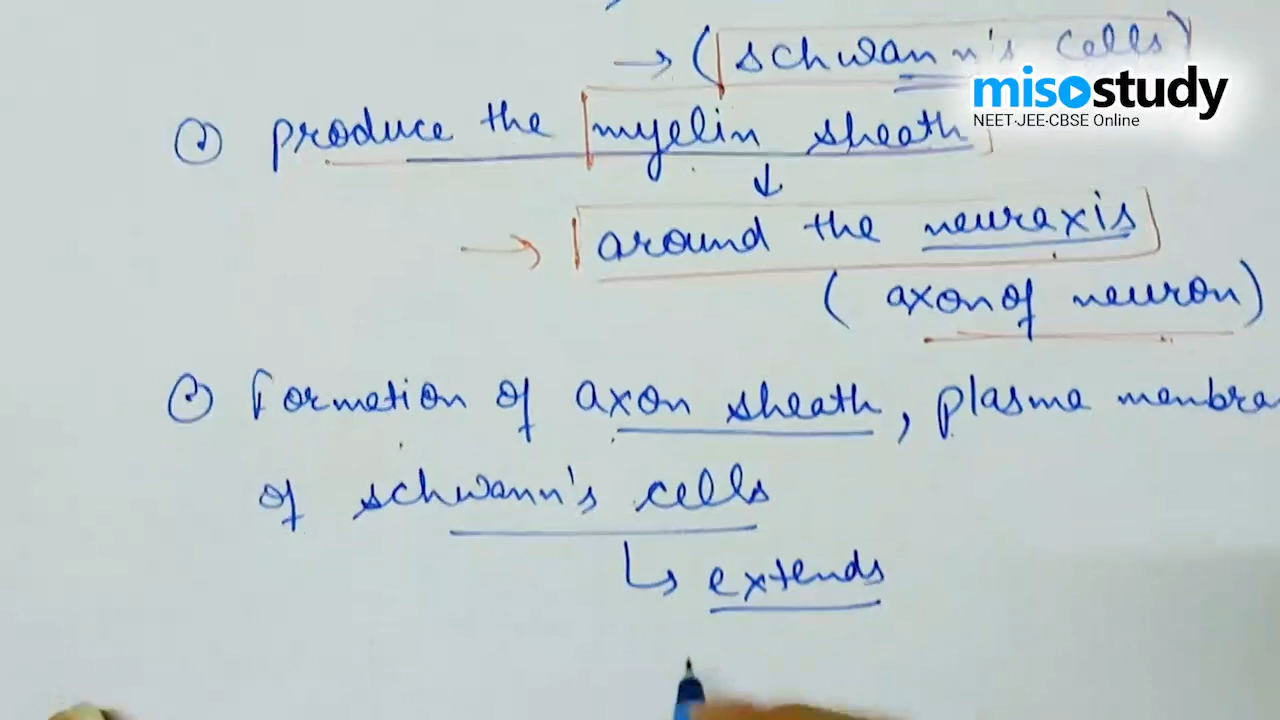 → (schwann's cells)
misostudy
NEET-JEE-CBSE Online
produce the myelin sheath
↓
→ around the neuraxis
(axon of neuron)
Formation of axon sheath, plasma menbra
of schwann's cells
↳ extends